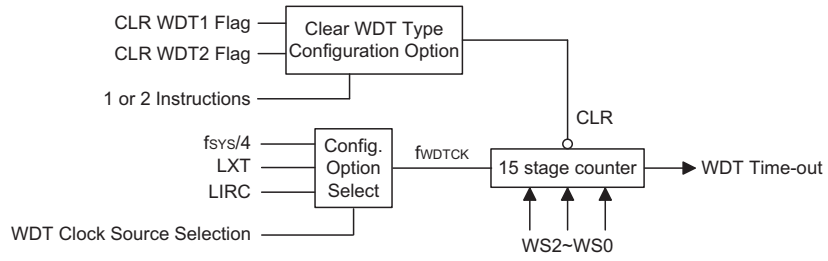 CLR WDT1 Flag
CLR WDT2 Flag
Clear WDT Type
Configuration Option
1 or 2 Instructions
CLR
fSYS/4
LXT
LIRC
Config.
Option
Select
fWDTCK
15 stage counter
WDT Time-out
WDT Clock Source Selection
WS2~WS0